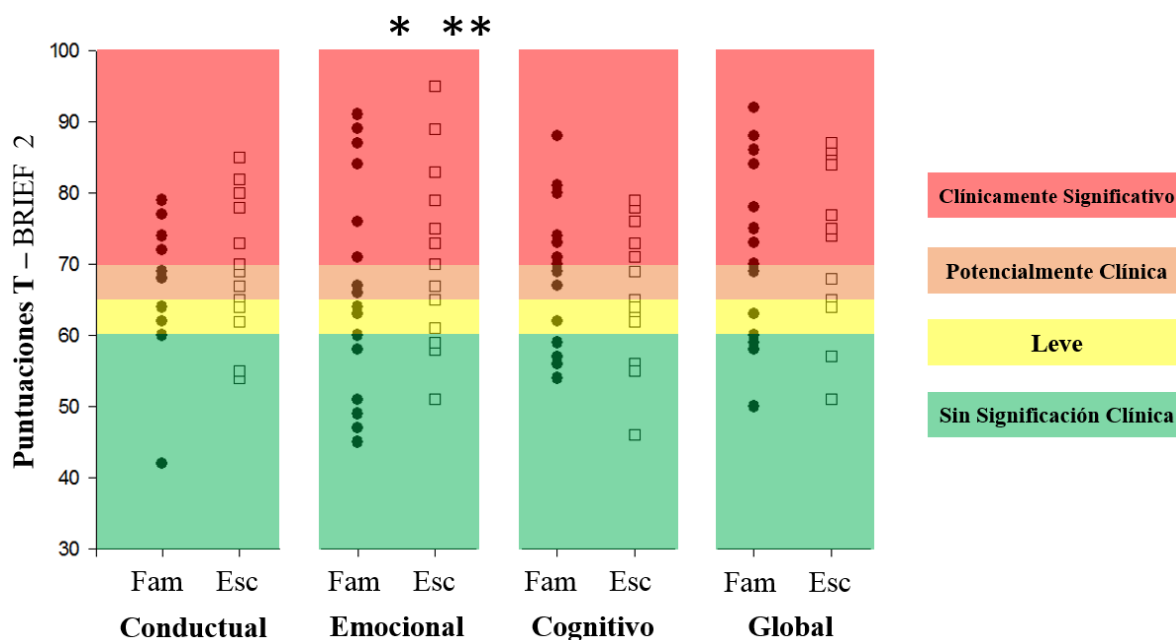 * **
Puntuaciones T – BRIEF 2
100
90
80
70
60
50
40
30
Fam Esc Fam Esc Fam Esc Fam Esc
Conductual Emocional Cognitivo Global
Clínicamente Significativo
Potencialmente Clínica
Leve
Sin Significación Clínica